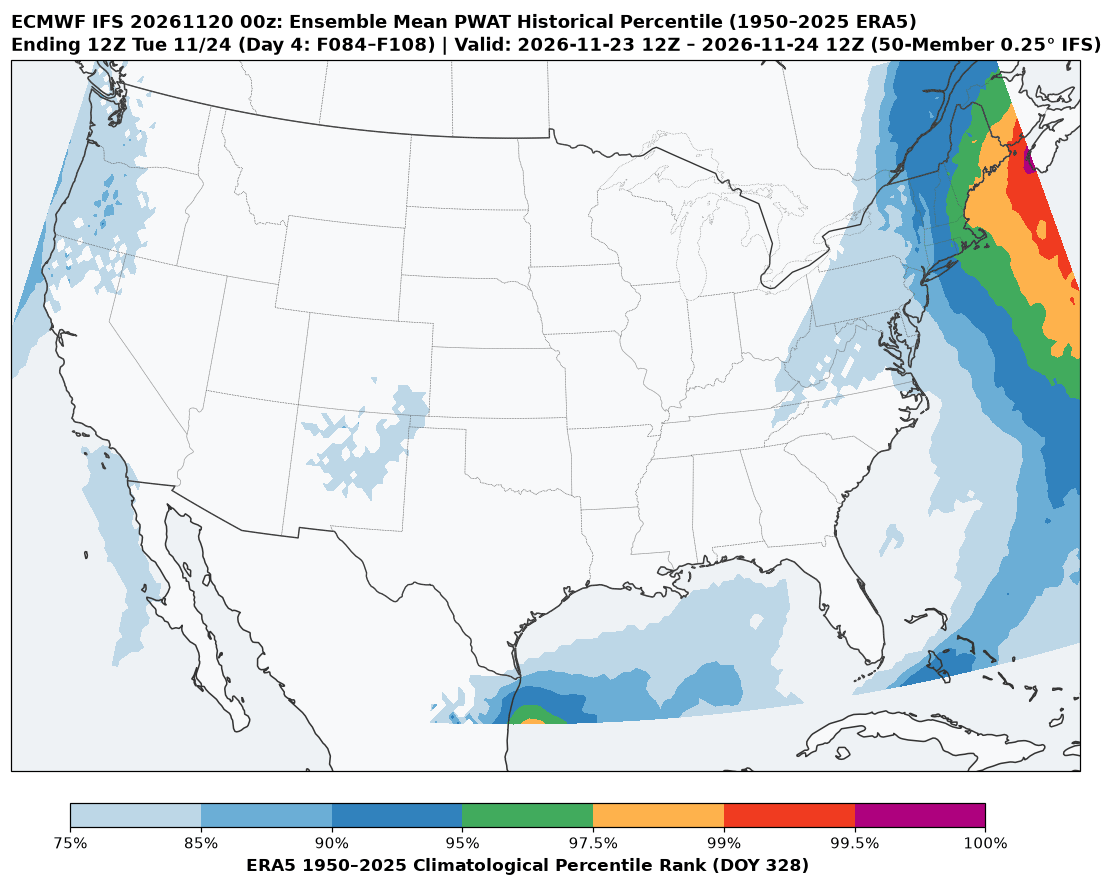 ECMWF IFS 20261120 00z: Ensemble Mean PWAT Historical Percentile (1950–2025 ERA5)
Ending 12Z Tue 11/24 (Day 4: F084–F108) | Valid: 2026-11-23 12Z – 2026-11-24 12Z (50-Member 0.25° IFS)
75% 85% 90% 95% 97.5% 99% 99.5% 100%
ERA5 1950–2025 Climatological Percentile Rank (DOY 328)